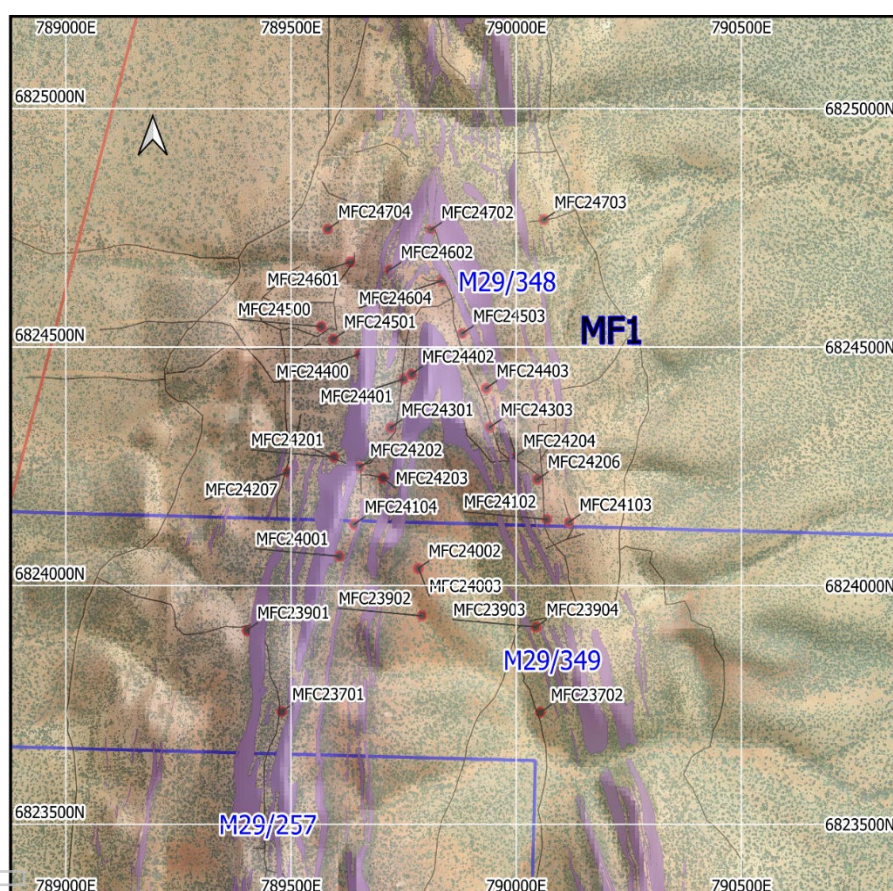 789000E
789500E
790000E
790500E
6825000N
6825000N
MFC24704
MFC24702
MFC24703
MFC24602
MFC24601
M29/348
MFC24604
MFC24500
MFC24501
MFC24503
MF1
6824500N
6824500N
MFC24402
MFC24400
MFC24403
MFC24401
MFC24301
MFC24303
MFC24201
MFC24202
MFC24204
MFC24206
MFC24207
MFC24203
MFC24104
MFC24102
MFC24103
MFC24001
MFC24002
6824000N
6824000N
MFC24003
MFC23902
MFC23903
MFC23904
MFC23901
M29/349
MFC23701
MFC23702
6823500N
6823500N
M29/257
789000E
789500E
790000E
790500E